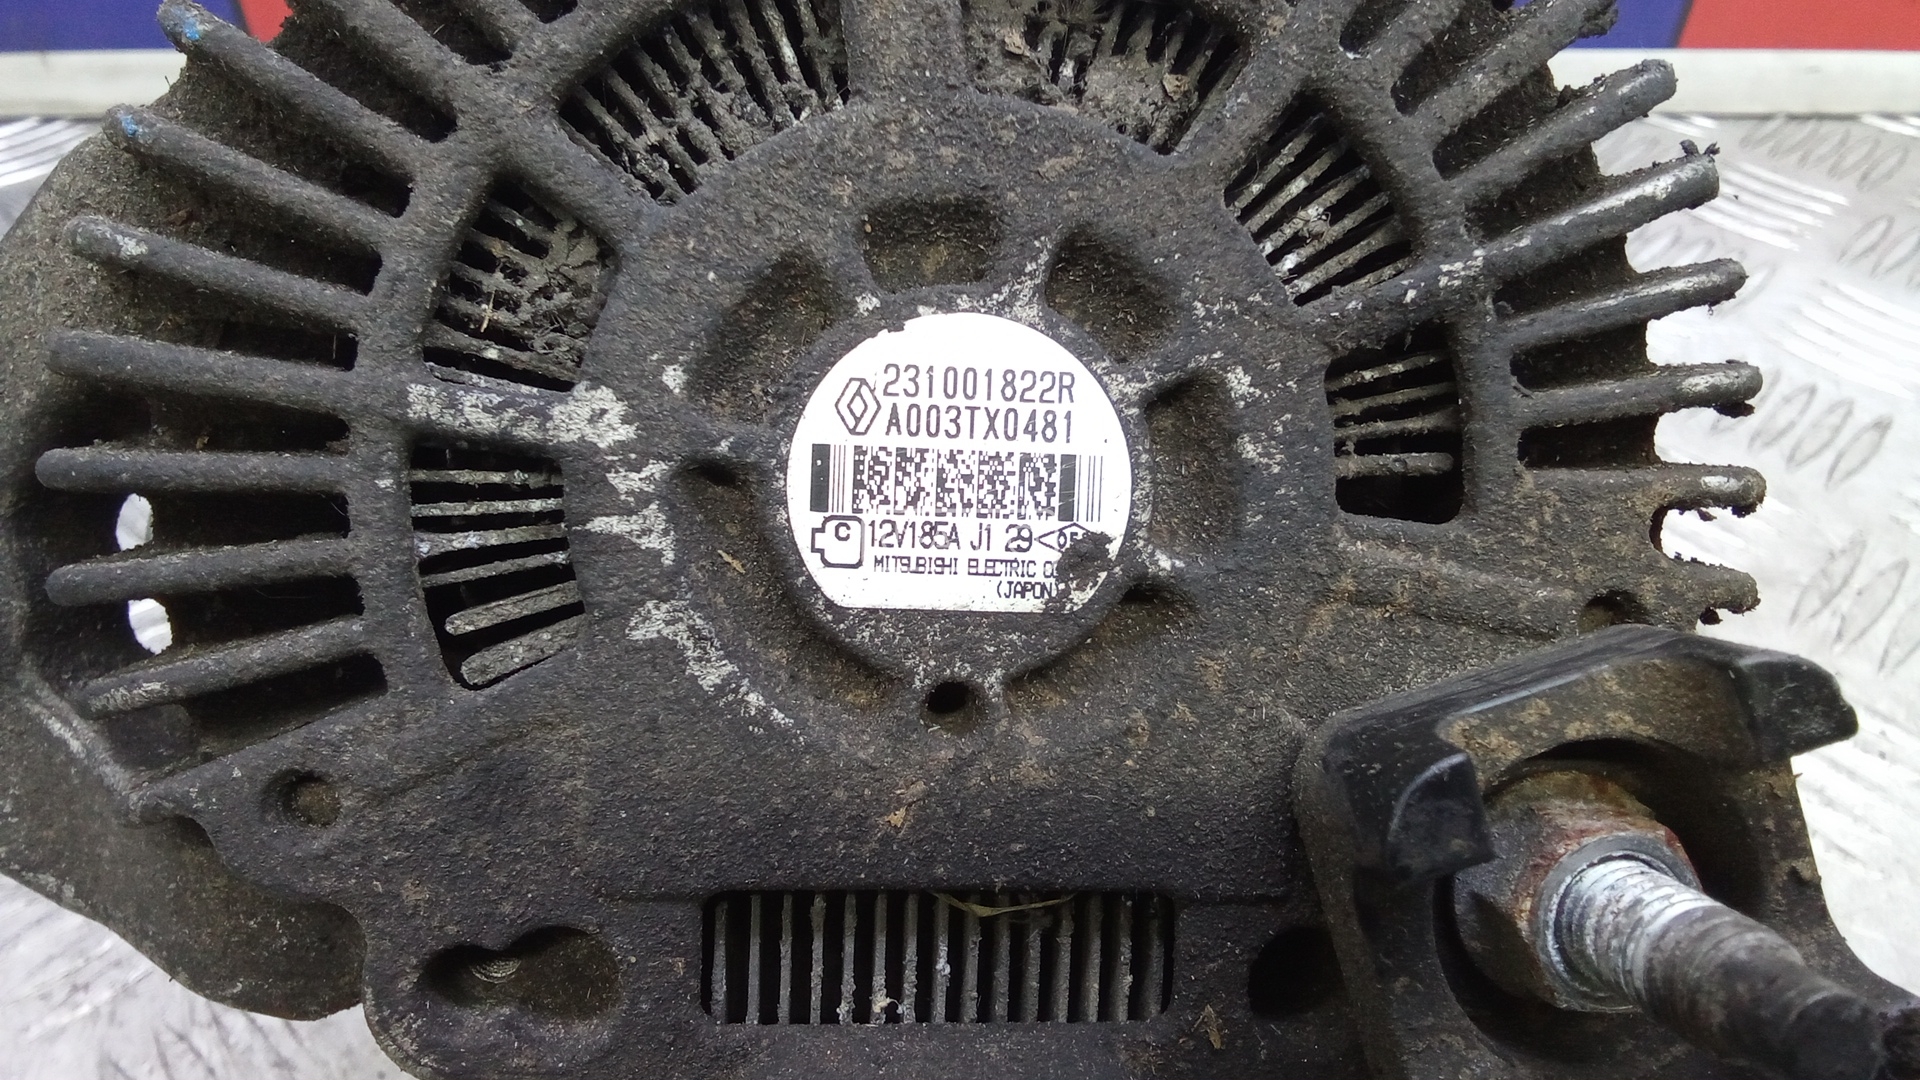 231001822R
A003TX0481
C 12V185A J1 29
MITSUBISHI ELECTRIC
(JAPON)